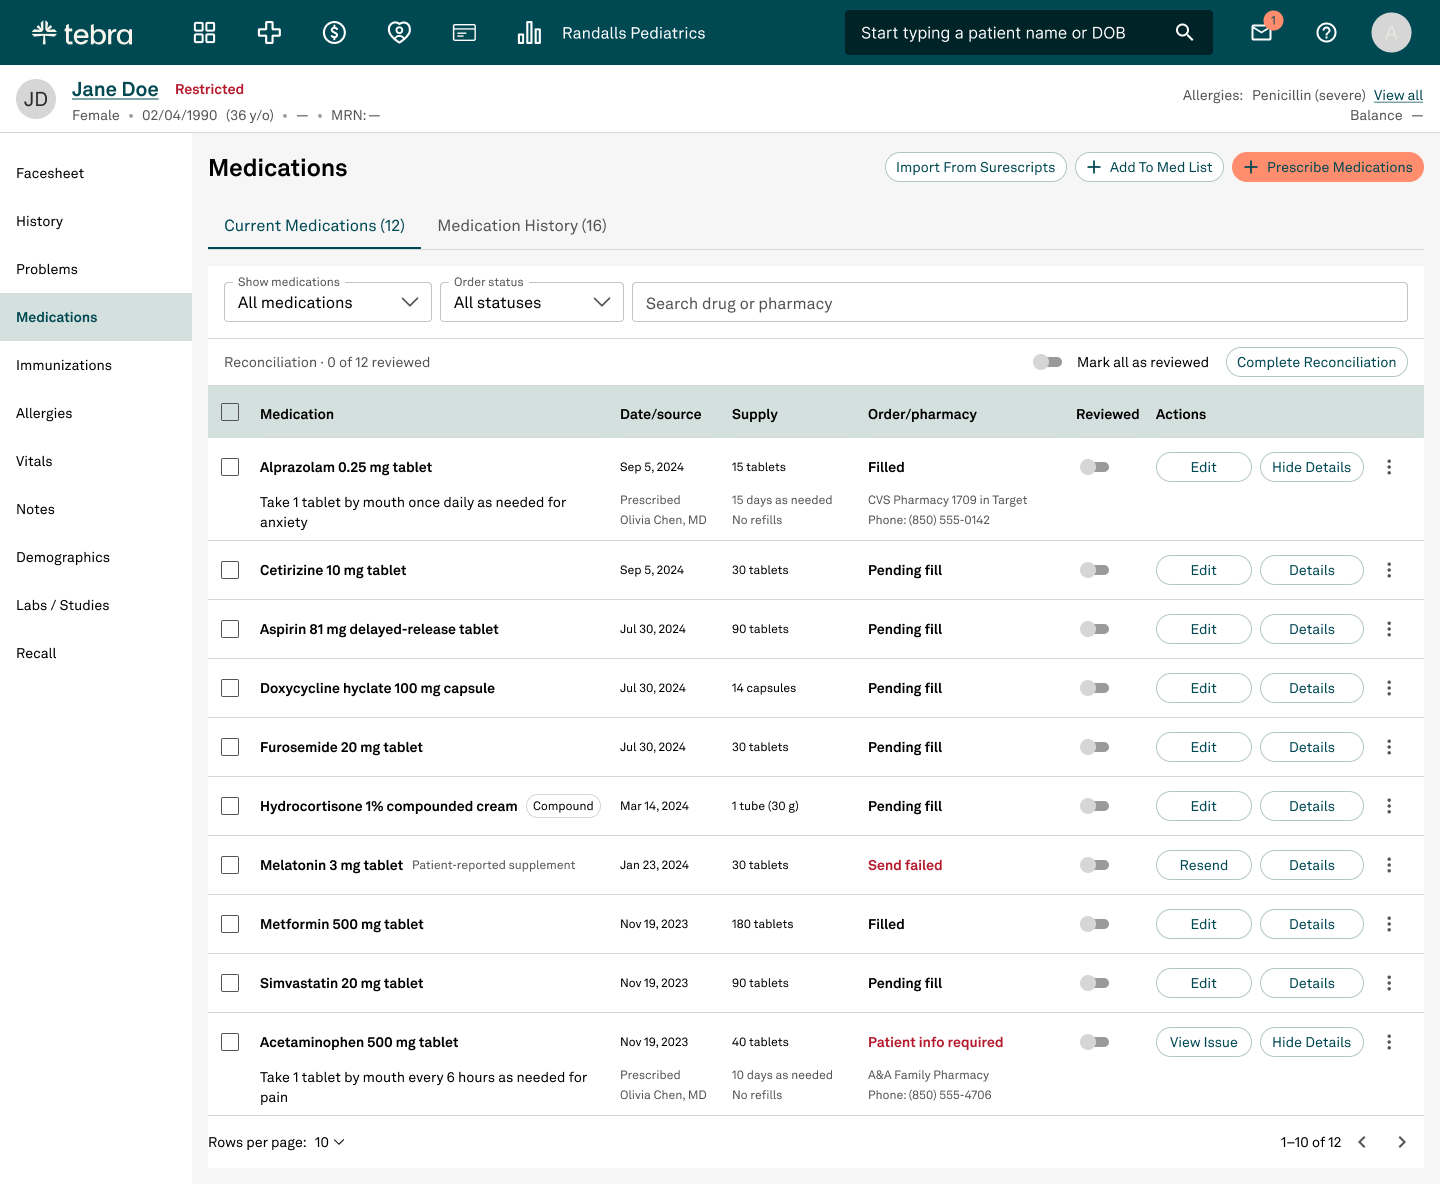 tebra
Randalls Pediatrics
Start typing a patient name or DOB
1
A
JD
Jane Doe Restricted
Female • 02/04/1990 (36 y/o) • — • MRN: —
Allergies: Penicillin (severe) View all
Balance —
Facesheet
History
Problems
Medications
Immunizations
Allergies
Vitals
Notes
Demographics
Labs / Studies
Recall
Medications
Import From Surescripts
Add To Med List
Prescribe Medications
Current Medications (12)
Medication History (16)
Show medications
All medications
Order status
All statuses
Search drug or pharmacy
Reconciliation · 0 of 12 reviewed
Mark all as reviewed
Complete Reconciliation
Medication Date/source Supply Order/pharmacy Reviewed Actions
Alprazolam 0.25 mg tablet Sep 5, 2024 15 tablets Filled Edit Hide Details
Take 1 tablet by mouth once daily as needed for
anxiety
Prescribed
Olivia Chen, MD
15 days as needed
No refills
CVS Pharmacy 1709 in Target
Phone: (850) 555-0142
Cetirizine 10 mg tablet Sep 5, 2024 30 tablets Pending fill Edit Details
Aspirin 81 mg delayed-release tablet Jul 30, 2024 90 tablets Pending fill Edit Details
Doxycycline hyclate 100 mg capsule Jul 30, 2024 14 capsules Pending fill Edit Details
Furosemide 20 mg tablet Jul 30, 2024 30 tablets Pending fill Edit Details
Hydrocortisone 1% compounded cream Compound Mar 14, 2024 1 tube (30 g) Pending fill Edit Details
Melatonin 3 mg tablet Patient-reported supplement Jan 23, 2024 30 tablets Send failed Resend Details
Metformin 500 mg tablet Nov 19, 2023 180 tablets Filled Edit Details
Simvastatin 20 mg tablet Nov 19, 2023 90 tablets Pending fill Edit Details
Acetaminophen 500 mg tablet Nov 19, 2023 40 tablets Patient info required View Issue Hide Details
Take 1 tablet by mouth every 6 hours as needed for
pain
Prescribed
Olivia Chen, MD
10 days as needed
No refills
A&A Family Pharmacy
Phone: (850) 555-4706
Rows per page: 10
1–10 of 12